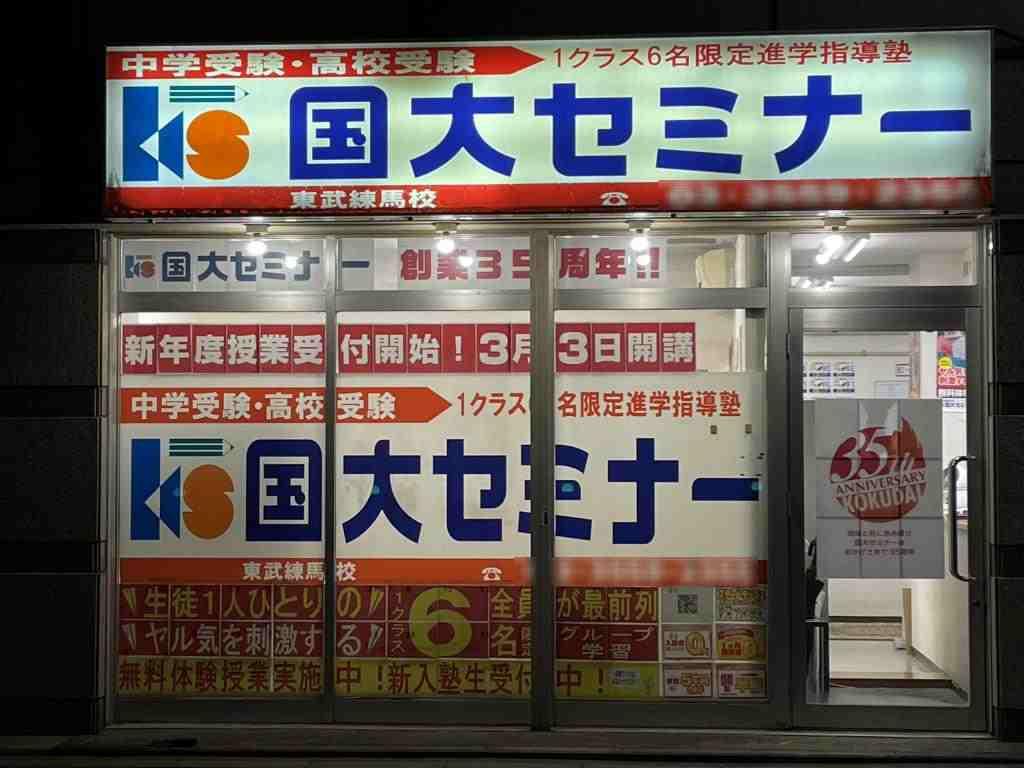 中学受験・高校受験 1クラス6名限定進学指導塾
KS 国大セミナー
東武練馬校
KS 国大セミナー 創業35周年!!
新年度授業受付開始!3月3日開講
中学受験・高校受験 1クラス6名限定進学指導塾
KS 国大セミナー
東武練馬校
生徒1人ひとりの 1クラス6名限定 全員が最前列
ヤル気を刺激する グループ学習
無料体験授業実施中!新入塾生受付中!
35th
ANNIVERSARY
KOKUDAI